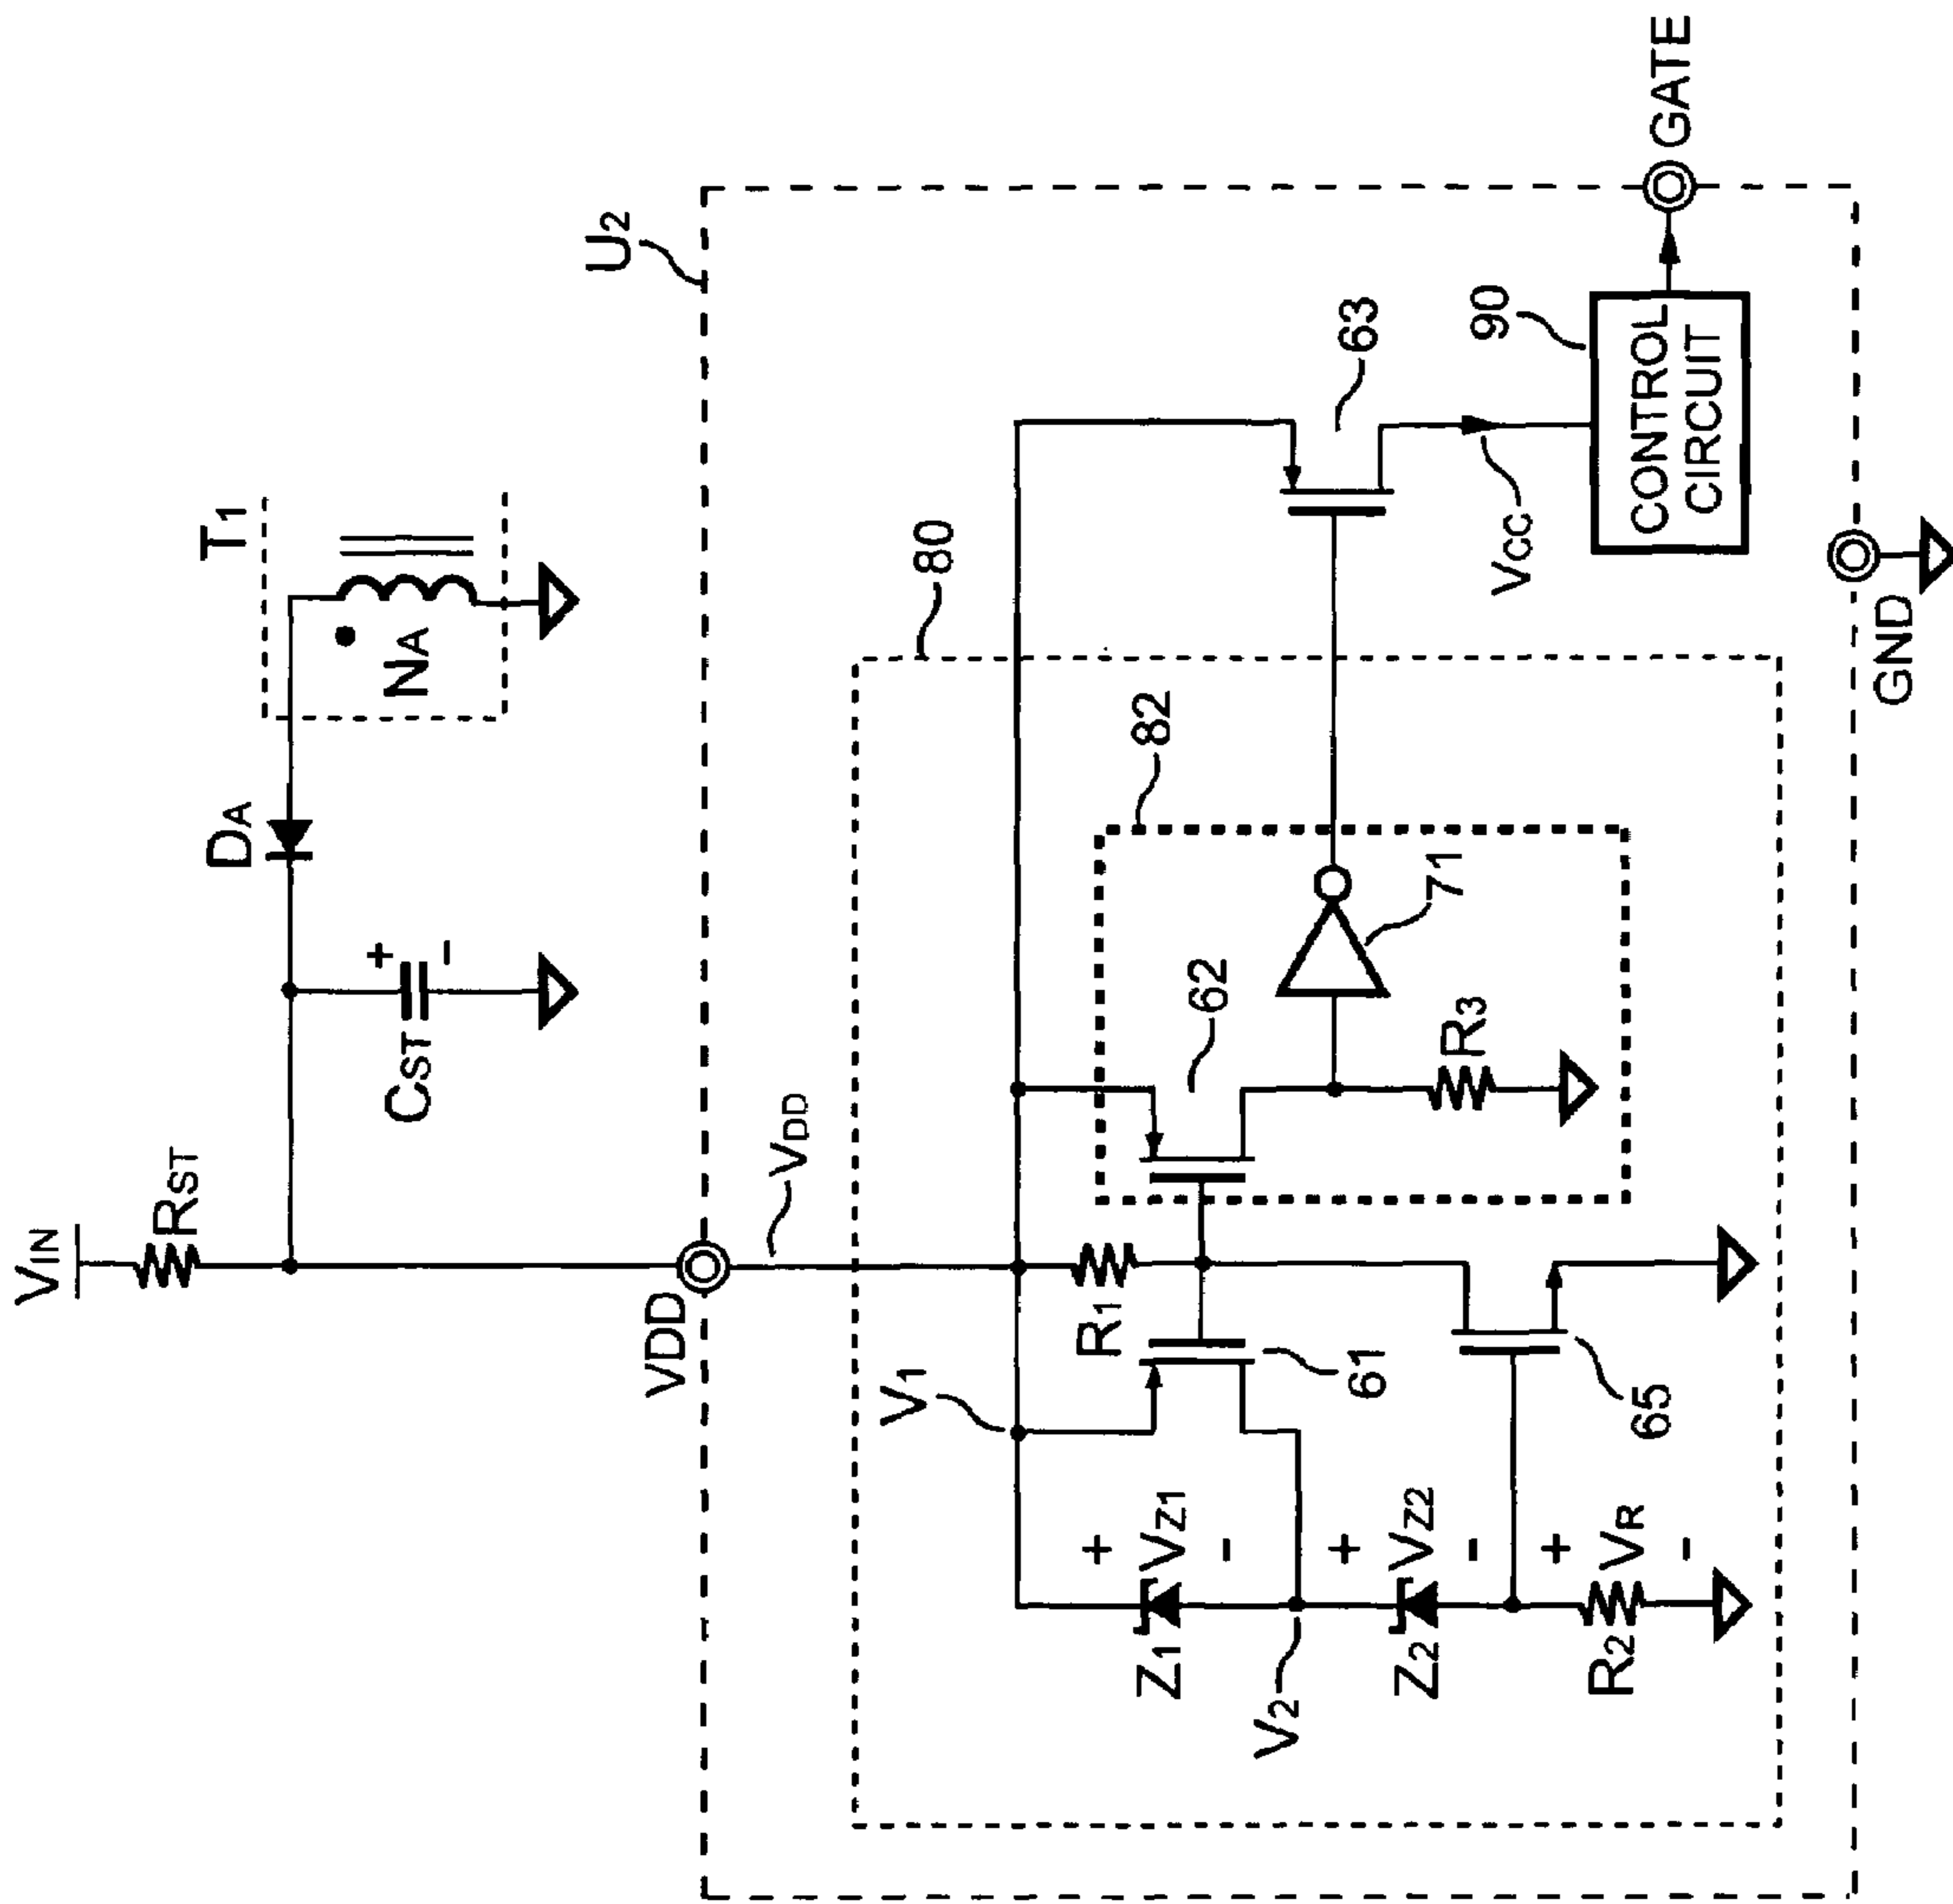 VIN
RST
DA
T1
NA
CST
+
-
U2
VDD
VDD
80
V1
R1
82
62
71
63
61
Z1
+
VZ1
-
V2
Z2
+
VZ2
-
R2
+
VR
-
65
R3
VCC
90
CONTROL
CIRCUIT
GATE
GND